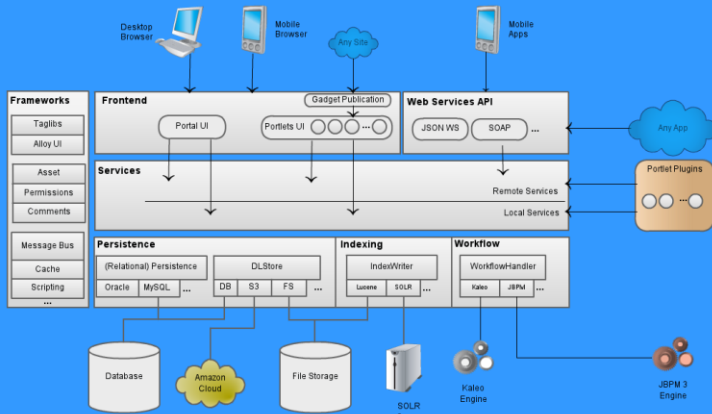 Desktop
Browser
Mobile
Browser
Any Site
Mobile
Apps
Frameworks
Taglibs
Alloy UI
Asset
Permissions
Comments
Message Bus
Cache
Scripting
...
Frontend
Gadget Publication
Portal UI
Portlets UI
...
Web Services API
JSON WS
SOAP
...
Any App
Services
Remote Services
Local Services
Portlet Plugins
...
Persistence
(Relational) Persistence
Oracle
MySQL
...
DLStore
DB
S3
FS
...
Indexing
IndexWriter
Lucene
SOLR
...
Workflow
WorkflowHandler
Kaleo
JBPM
...
Database
Amazon
Cloud
File Storage
SOLR
Kaleo
Engine
JBPM 3
Engine